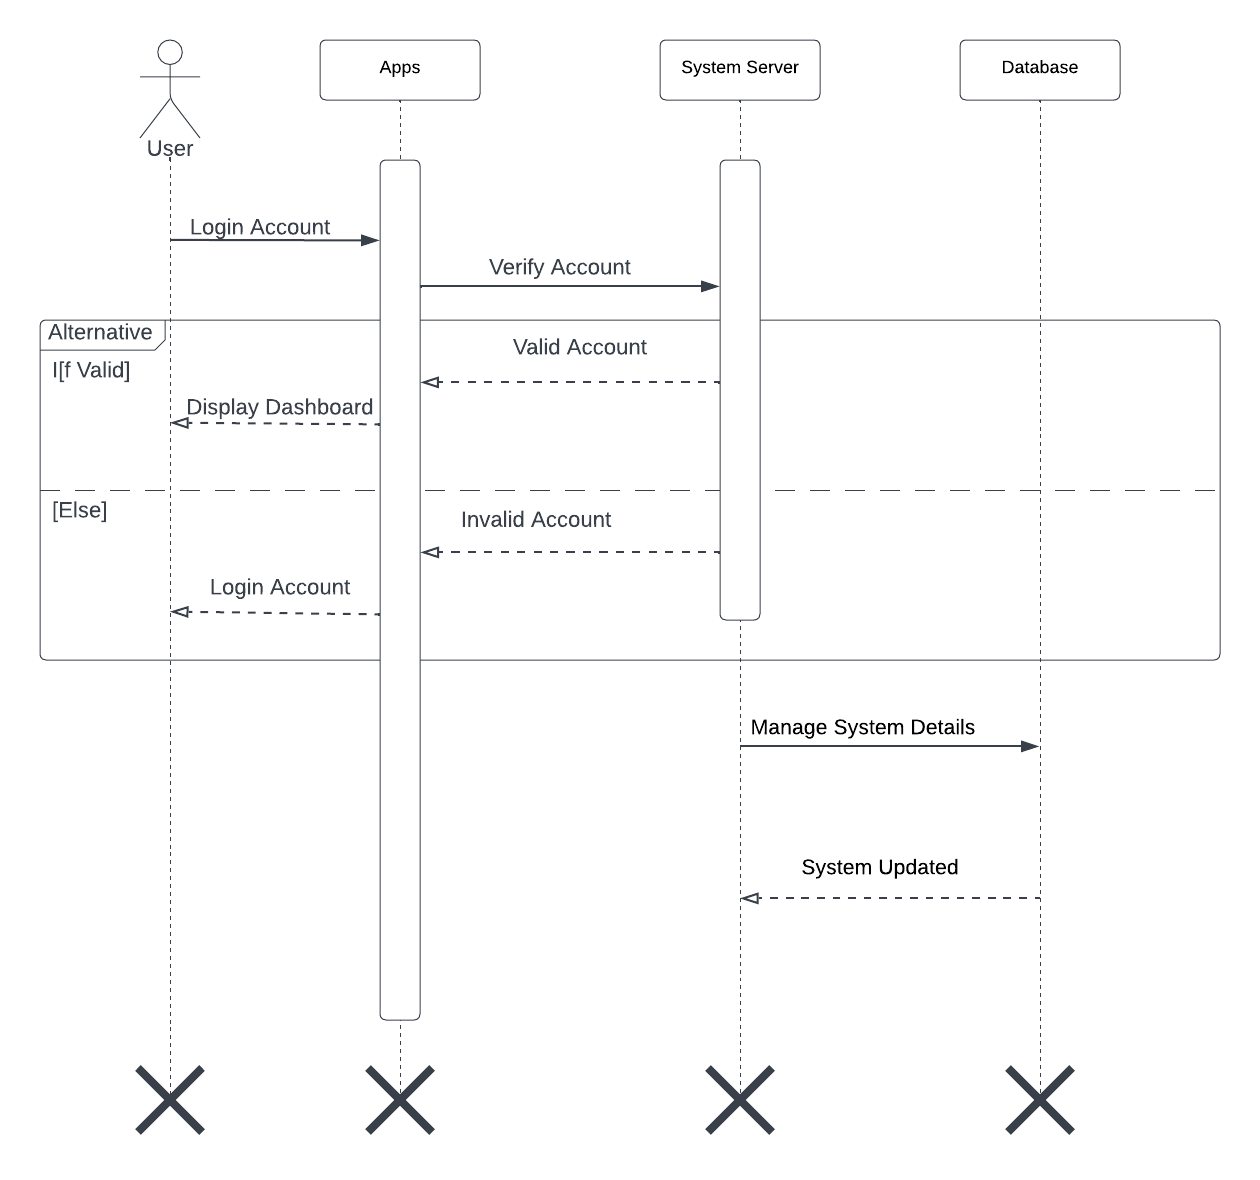 User
Apps
System Server
Database
Login Account
Verify Account
Alternative
I[f Valid]
Valid Account
Display Dashboard
[Else]
Invalid Account
Login Account
Manage System Details
System Updated